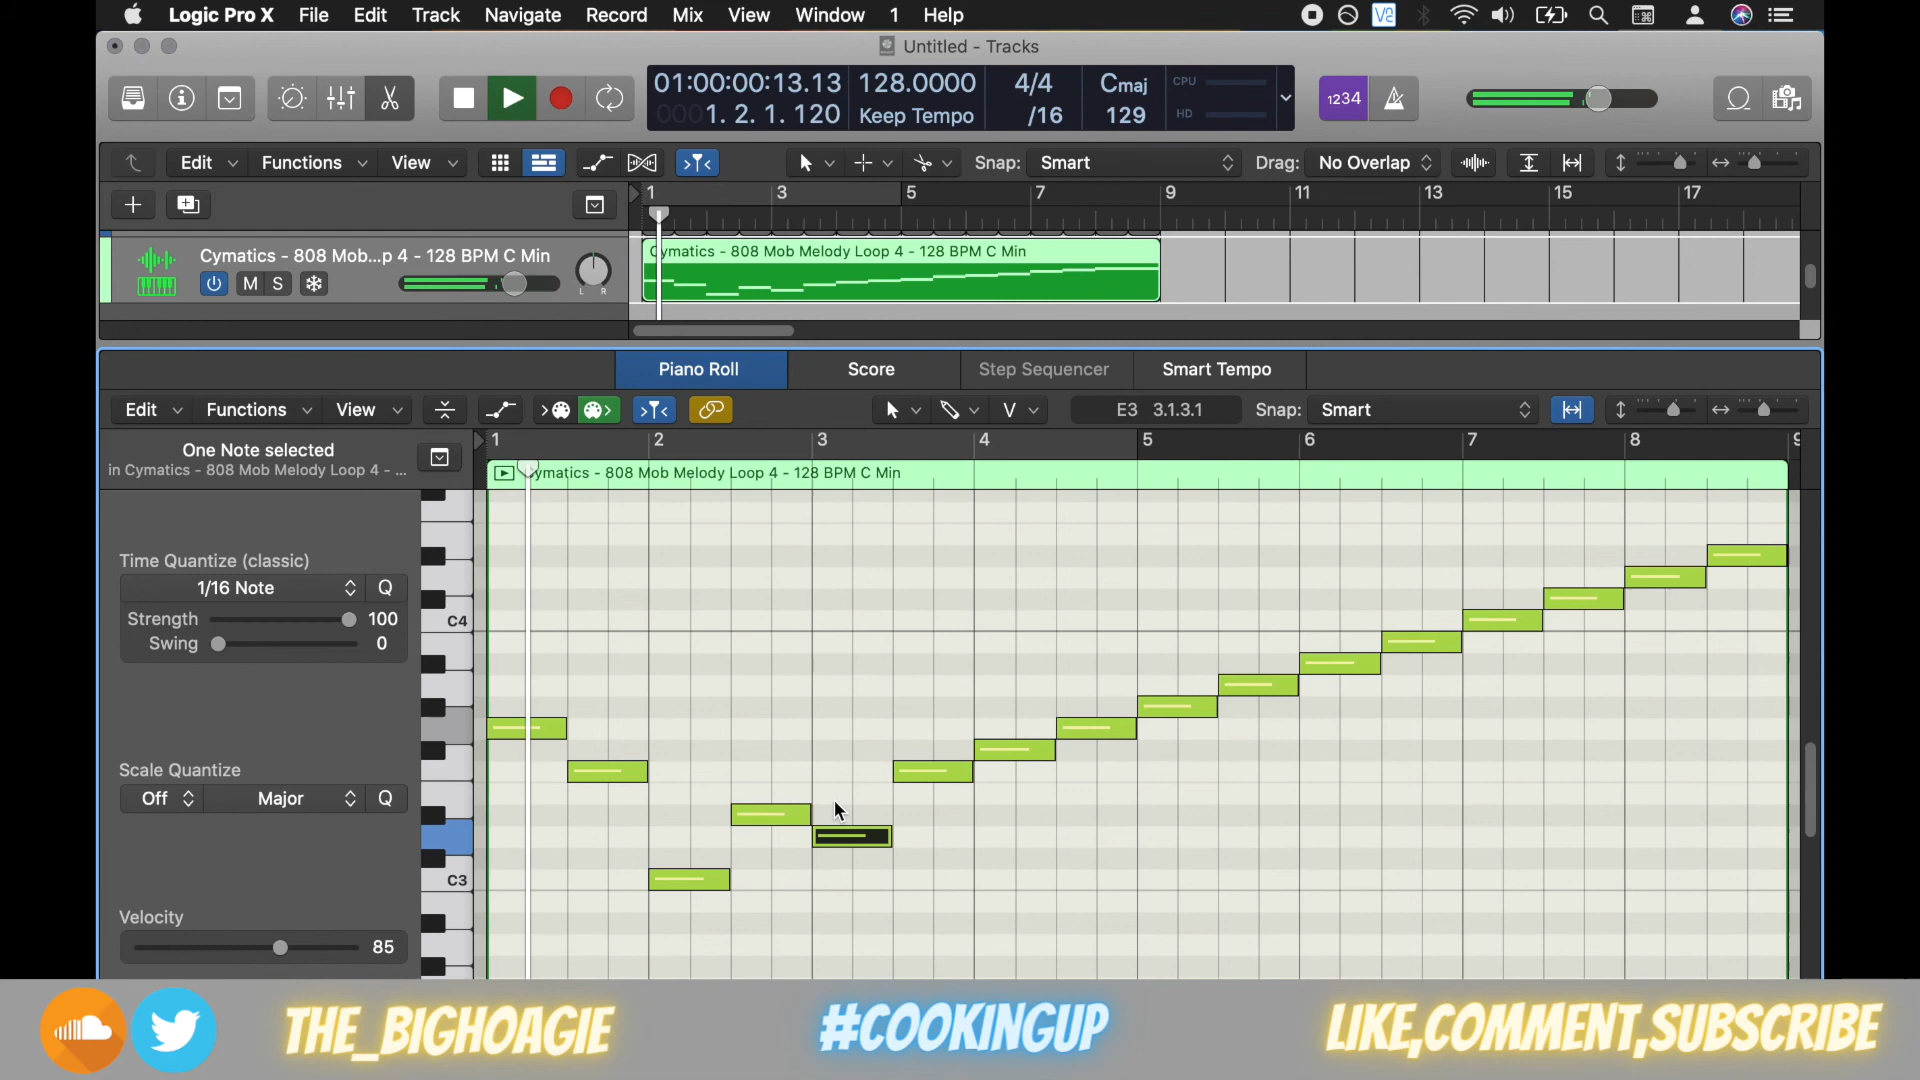 Logic Pro X File Edit Track Navigate Record Mix View Window 1 Help
Untitled - Tracks
01:00:00:13.13 128.0000 4/4 Cmaj CPU
0001. 2. 1. 120 Keep Tempo /16 129 HD
1234
Edit Functions View Snap: Smart Drag: No Overlap
1 3 5 7 9 11 13 15 17
Cymatics - 808 Mob...p 4 - 128 BPM C Min
M S L R
Cymatics - 808 Mob Melody Loop 4 - 128 BPM C Min
Piano Roll Score Step Sequencer Smart Tempo
Edit Functions View V E3 3.1.3.1 Snap: Smart
One Note selected
in Cymatics - 808 Mob Melody Loop 4 - ...
1 2 3 4 5 6 7 8 9
ymatics - 808 Mob Melody Loop 4 - 128 BPM C Min
Time Quantize (classic)
1/16 Note Q
Strength 100
Swing 0
C4
Scale Quantize
Off Major Q
C3
Velocity
85
THE_BIGHOAGIE #COOKINGUP LIKE,COMMENT,SUBSCRIBE